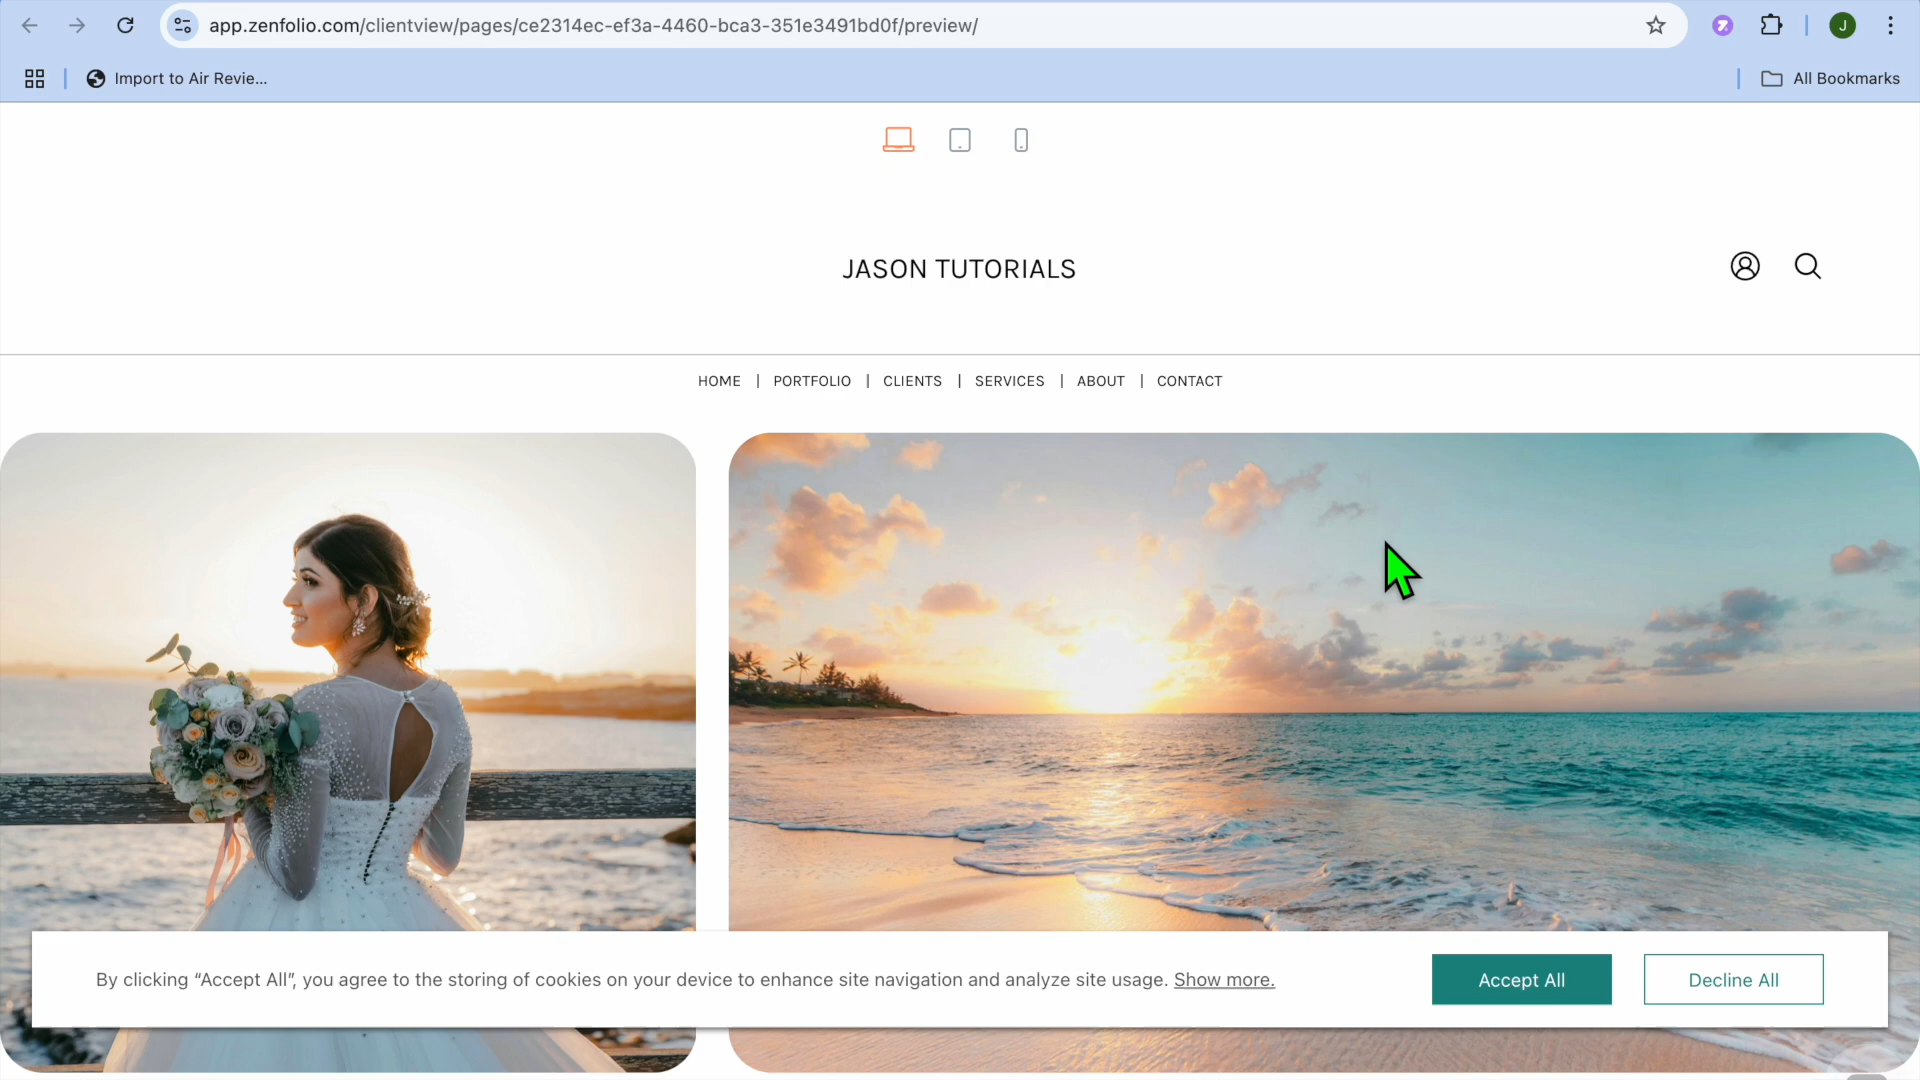 app.zenfolio.com/clientview/pages/ce2314ec-ef3a-4460-bca3-351e3491bd0f/preview/
J
Import to Air Revie...
All Bookmarks
JASON TUTORIALS
HOME | PORTFOLIO | CLIENTS | SERVICES | ABOUT | CONTACT
By clicking “Accept All”, you agree to the storing of cookies on your device to enhance site navigation and analyze site usage. Show more.
Accept All
Decline All